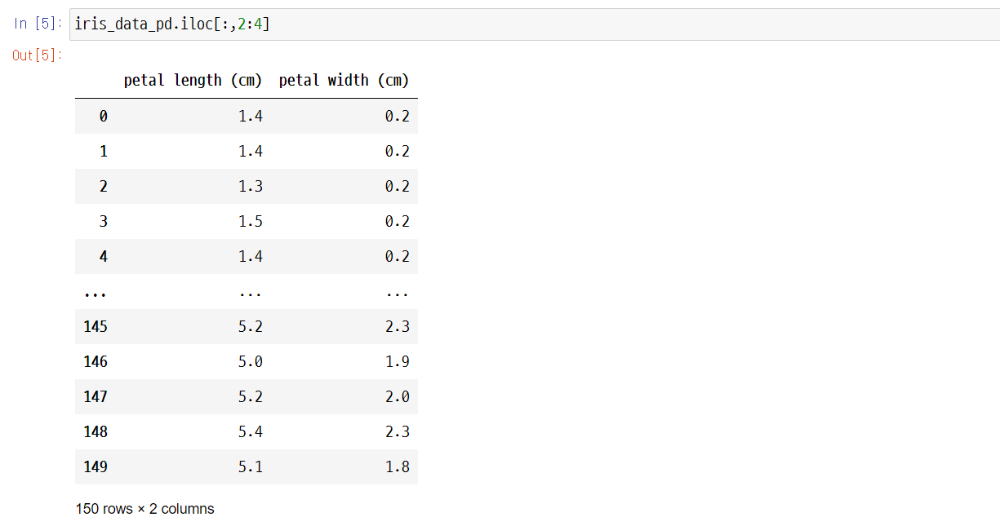 In [5]: iris_data_pd.iloc[:,2:4]
Out[5]:
petal length (cm) petal width (cm)
0 1.4 0.2
1 1.4 0.2
2 1.3 0.2
3 1.5 0.2
4 1.4 0.2
... ... ...
145 5.2 2.3
146 5.0 1.9
147 5.2 2.0
148 5.4 2.3
149 5.1 1.8
150 rows × 2 columns